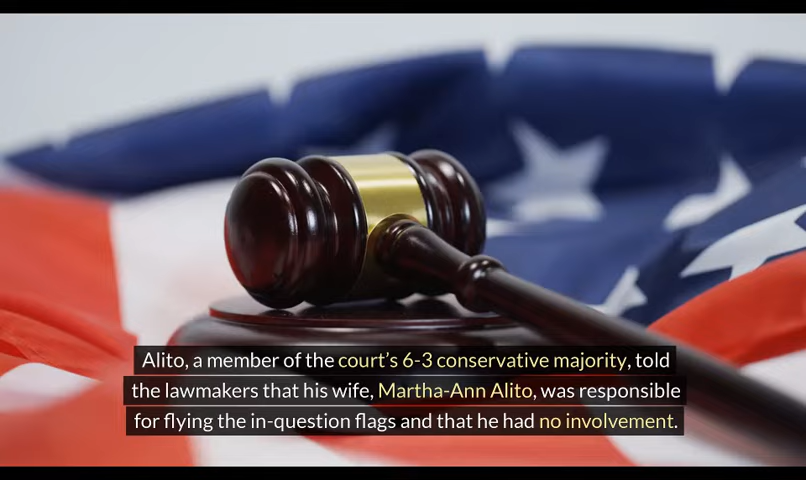 Alito, a member of the court's 6-3 conservative majority, told
the lawmakers that his wife, Martha-Ann Alito, was responsible
for flying the in-question flags and that he had no involvement.